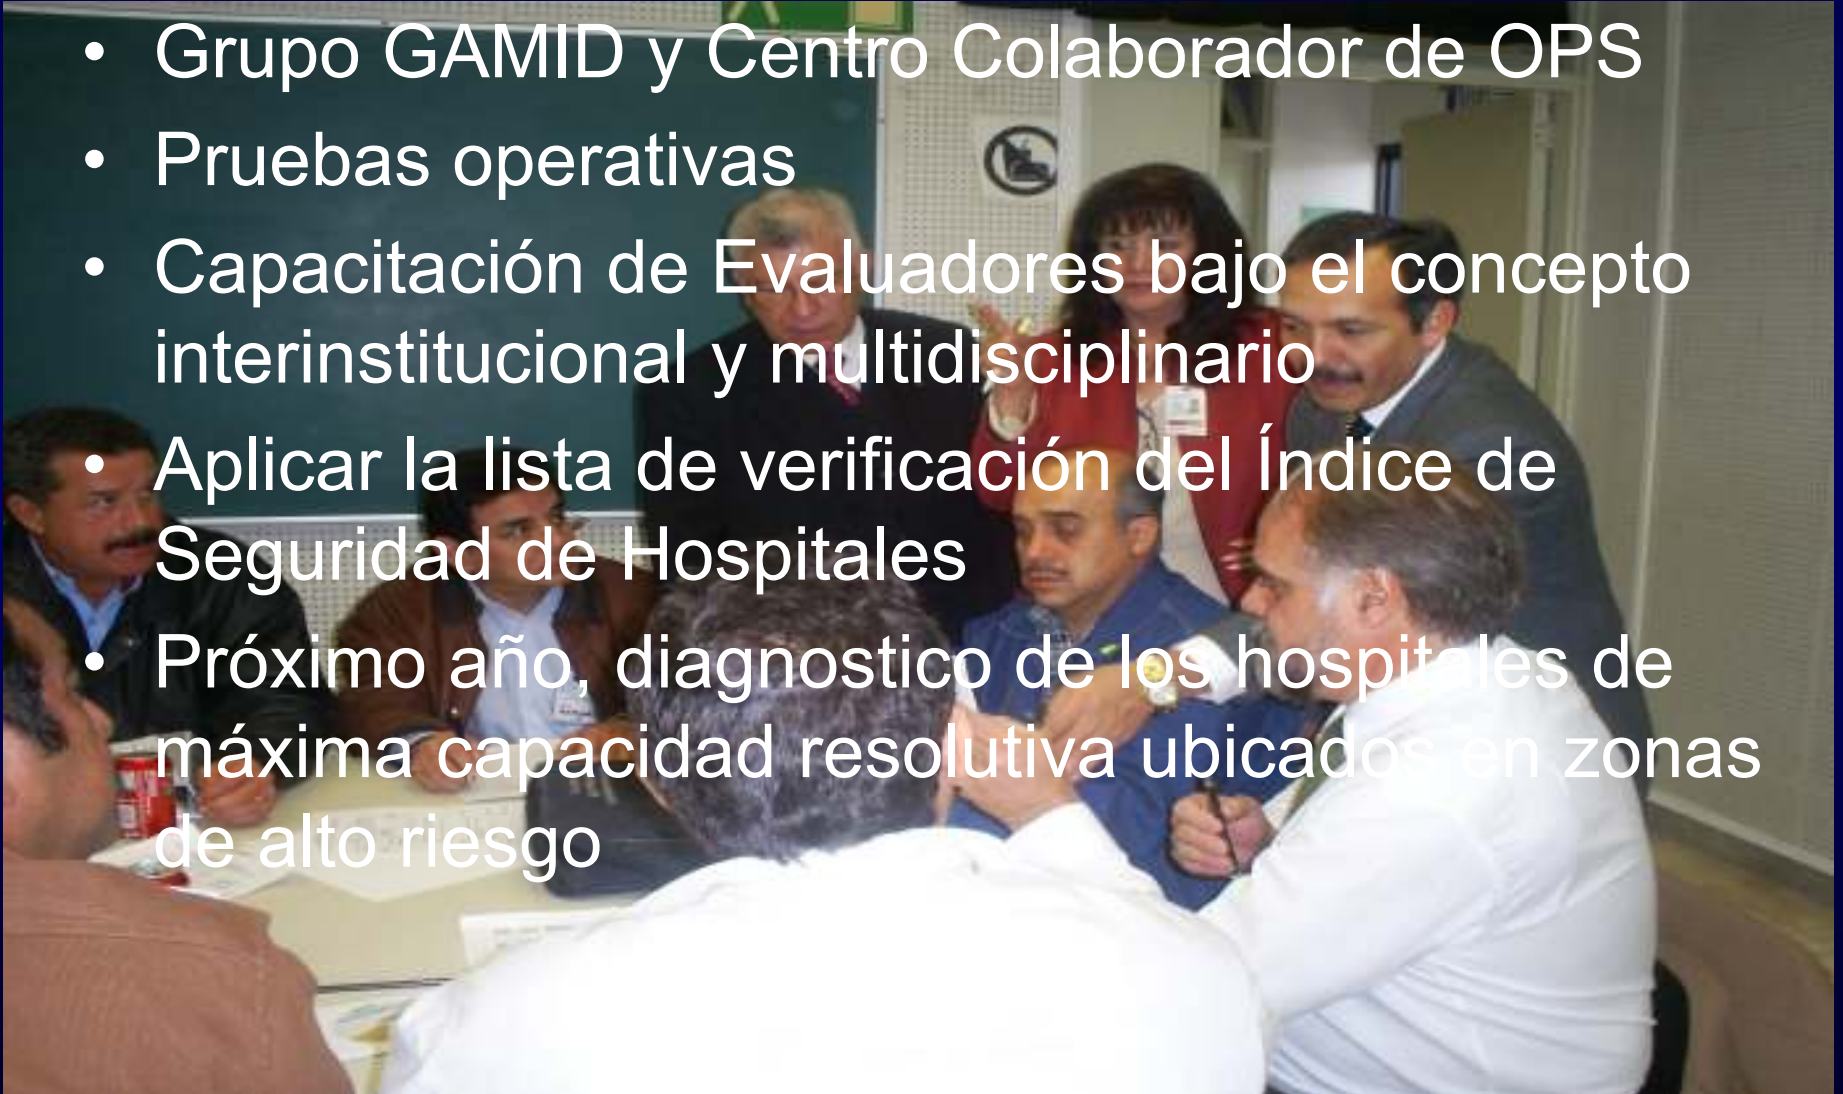 • Grupo GAMID y Centro Colaborador de OPS
• Pruebas operativas
• Capacitación de Evaluadores bajo el concepto
interinstitucional y multidisciplinario
• Aplicar la lista de verificación del Índice de
Seguridad de Hospitales
• Próximo año, diagnostico de los hospitales de
máxima capacidad resolutiva ubicados en zonas
de alto riesgo